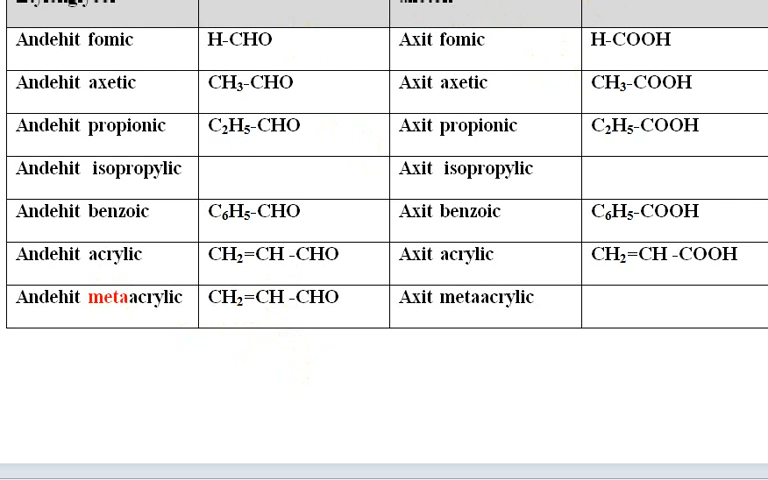 Andehit fomic H-CHO Axit fomic H-COOH
Andehit axetic CH₃-CHO Axit axetic CH₃-COOH
Andehit propionic C₂H₅-CHO Axit propionic C₂H₅-COOH
Andehit isopropylic Axit isopropylic
Andehit benzoic C₆H₅-CHO Axit benzoic C₆H₅-COOH
Andehit acrylic CH₂=CH -CHO Axit acrylic CH₂=CH -COOH
Andehit metaacrylic CH₂=CH -CHO Axit metaacrylic